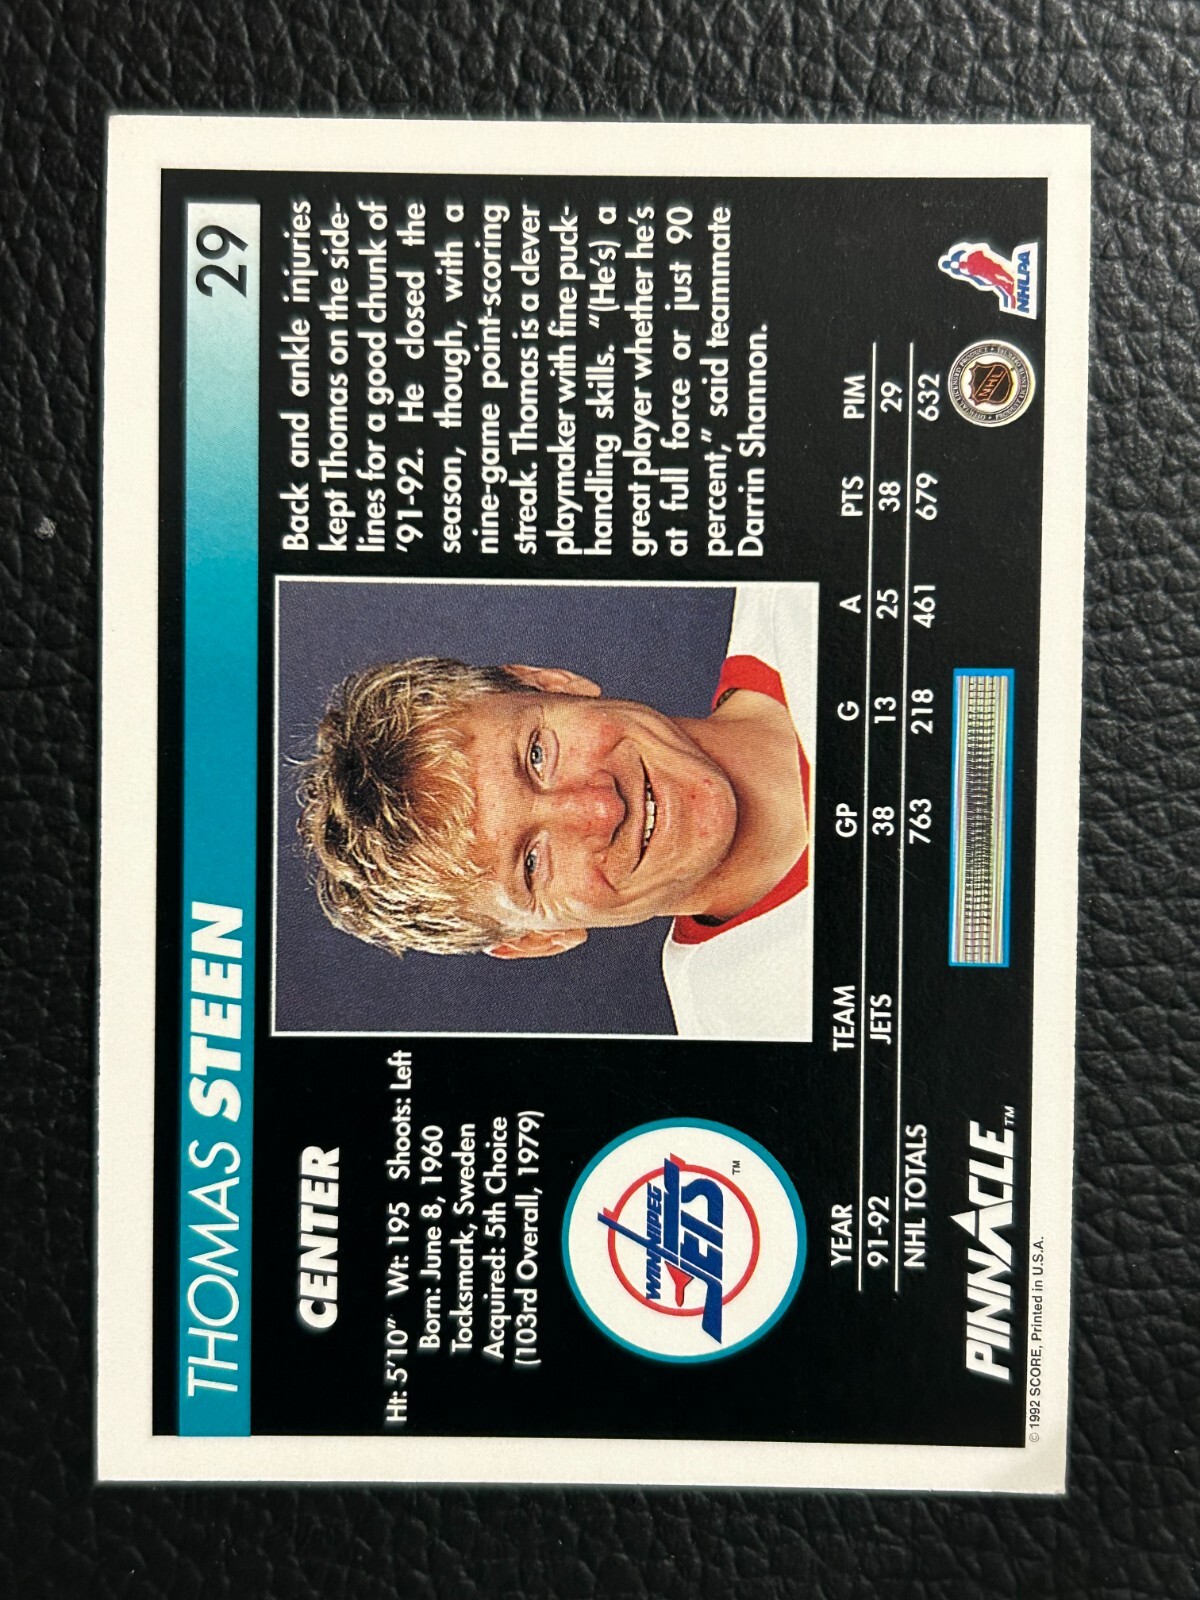 THOMAS STEEN 29
CENTER
Ht: 5'10" Wt: 195 Shoots: Left
Born: June 8, 1960
Tocksmark, Sweden
Acquired: 5th Choice
(103rd Overall, 1979)
WINNIPEG
JETS
TM
Back and ankle injuries
kept Thomas on the side-
lines for a good chunk of
'91-92. He closed the
season, though, with a
nine-game point-scoring
streak. Thomas is a clever
playmaker with fine puck-
handling skills. "(He's) a
great player whether he's
at full force or just 90
percent," said teammate
Darrin Shannon.
YEAR TEAM GP G A PTS PIM
91-92 JETS 38 13 25 38 29
NHL TOTALS 763 218 461 679 632
PINNACLE TM
NHL
NHLPA
© 1992 SCORE, Printed in U.S.A.